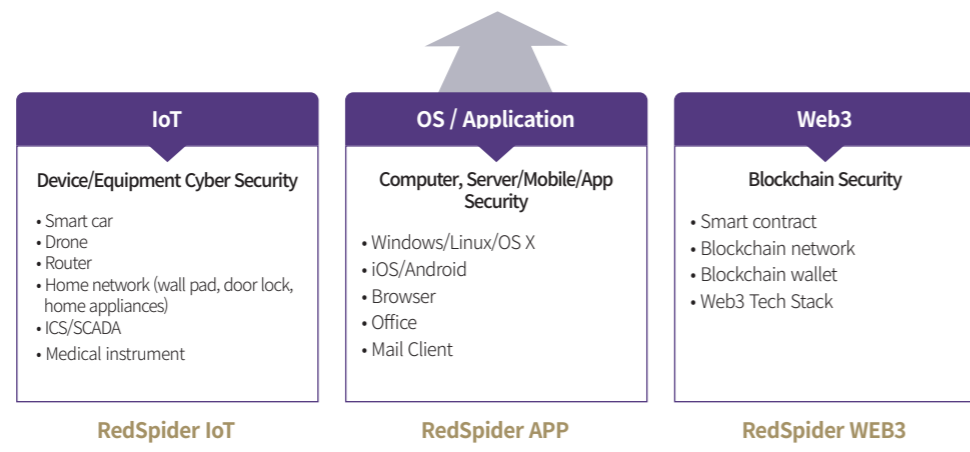 IoT
Device/Equipment Cyber Security
• Smart car
• Drone
• Router
• Home network (wall pad, door lock,
home appliances)
• ICS/SCADA
• Medical instrument
RedSpider IoT
OS / Application
Computer, Server/Mobile/App
Security
• Windows/Linux/OS X
• iOS/Android
• Browser
• Office
• Mail Client
RedSpider APP
Web3
Blockchain Security
• Smart contract
• Blockchain network
• Blockchain wallet
• Web3 Tech Stack
RedSpider WEB3